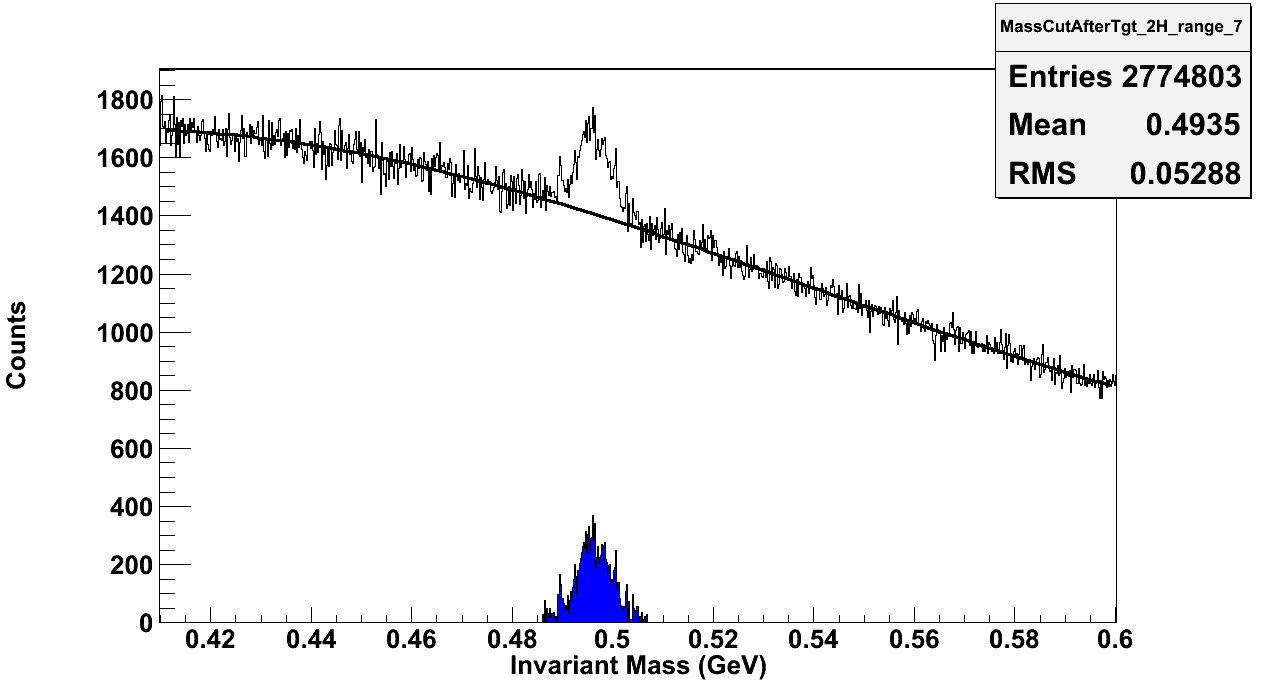 MassCutAfterTgt_2H_range_7
Entries 2774803
Mean 0.4935
RMS 0.05288
1800
1600
1400
1200
1000
800
600
400
200
0
Counts
0.42 0.44 0.46 0.48 0.5 0.52 0.54 0.56 0.58 0.6
Invariant Mass (GeV)